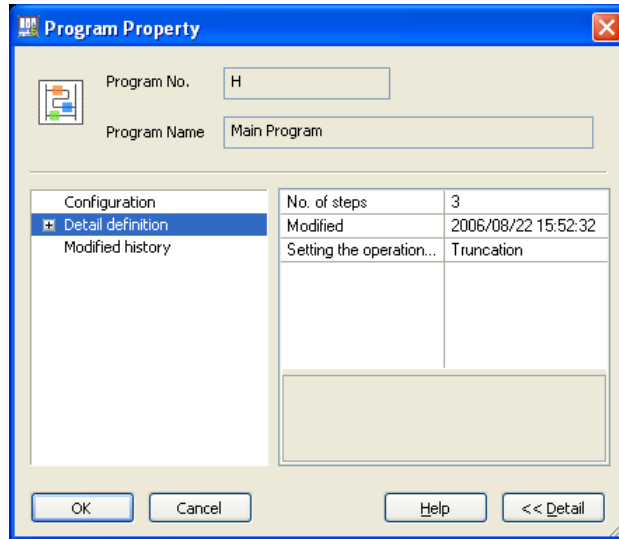 Program Property
Program No. H
Program Name Main Program
Configuration
Detail definition
Modified history
No. of steps 3
Modified 2006/08/22 15:52:32
Setting the operation... Truncation
OK Cancel Help << Detail